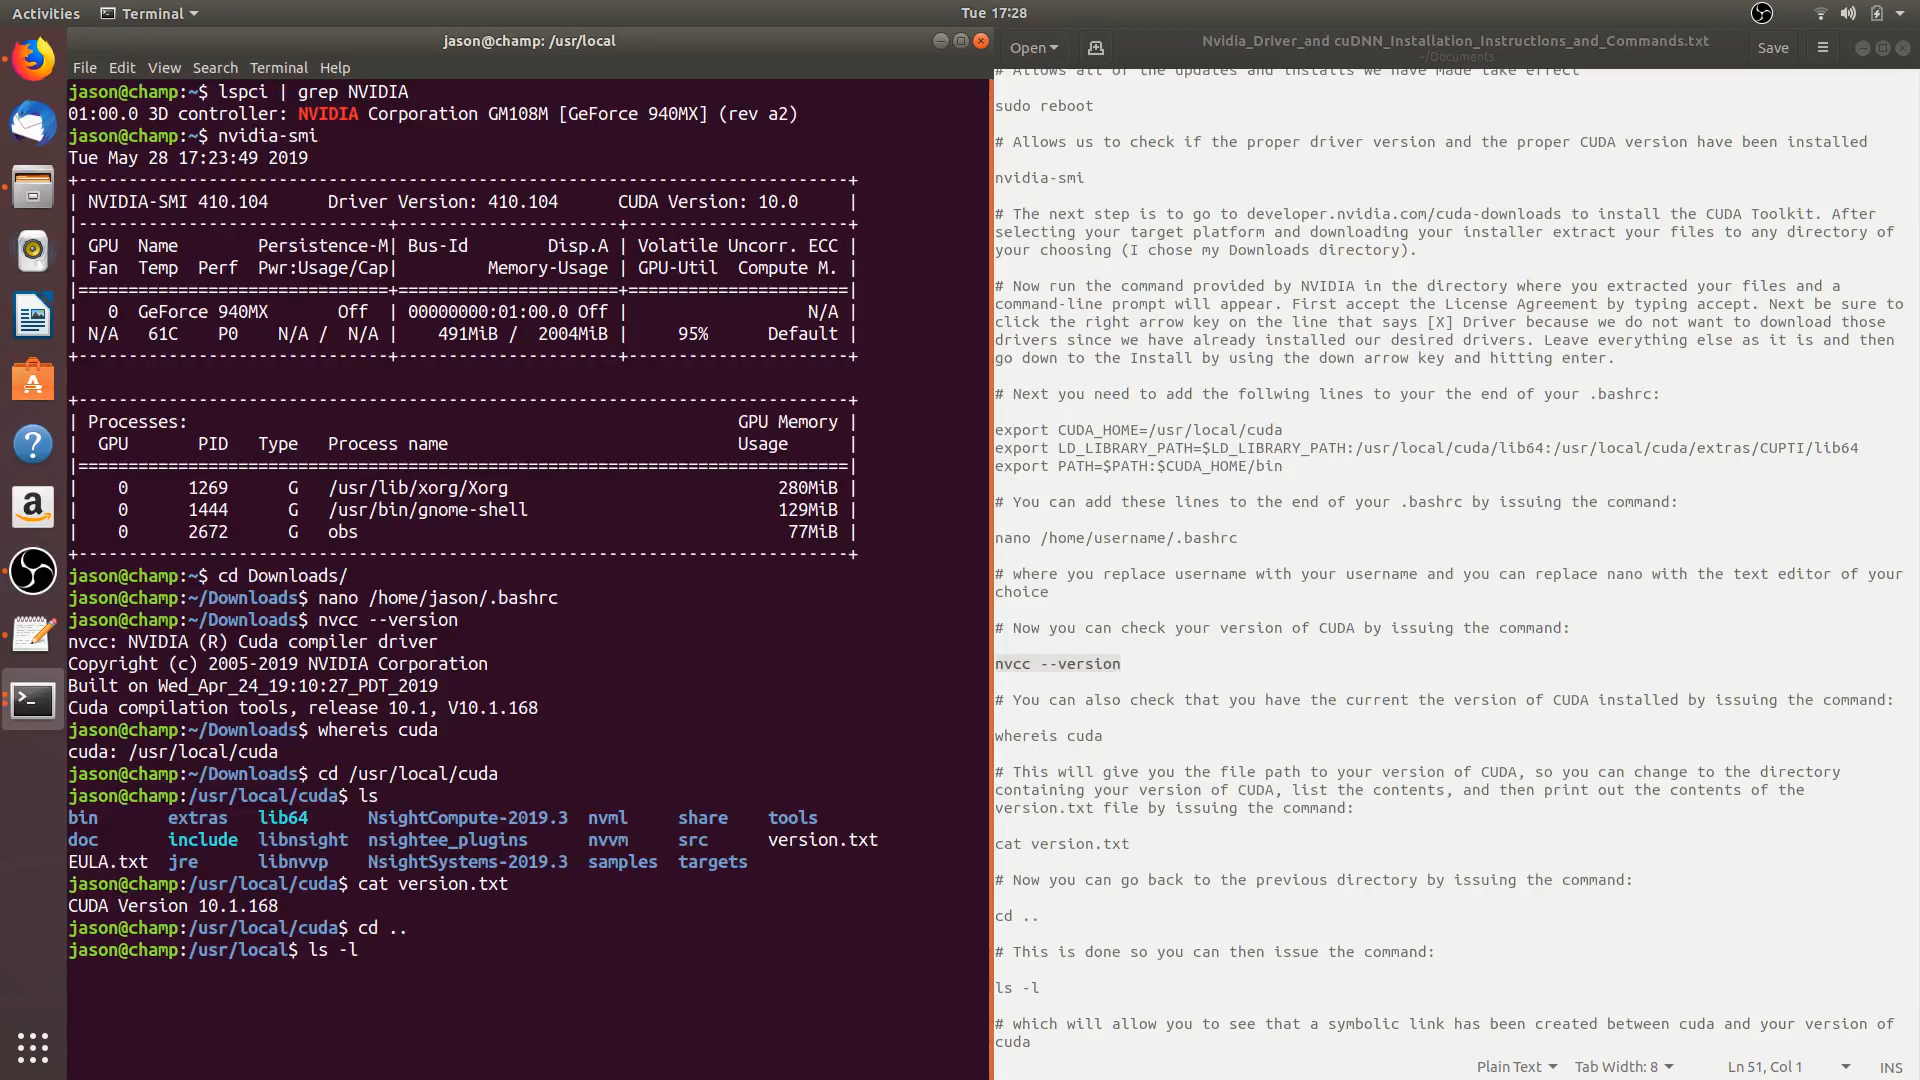 Activities
Terminal
Tue 17:28
jason@champ: /usr/local
File Edit View Search Terminal Help
jason@champ:~$ lspci | grep NVIDIA
01:00.0 3D controller: NVIDIA Corporation GM108M [GeForce 940MX] (rev a2)
jason@champ:~$ nvidia-smi
Tue May 28 17:23:49 2019
+-----------------------------------------------------------------------------+
| NVIDIA-SMI 410.104      Driver Version: 410.104      CUDA Version: 10.0     |
|-------------------------------+----------------------+----------------------+
| GPU  Name        Persistence-M| Bus-Id        Disp.A | Volatile Uncorr. ECC |
| Fan  Temp  Perf  Pwr:Usage/Cap|         Memory-Usage | GPU-Util  Compute M. |
|===============================+======================+======================|
|   0  GeForce 940MX       Off  | 00000000:01:00.0 Off |                  N/A |
| N/A   61C    P0    N/A /  N/A |    491MiB /  2004MiB |     95%      Default |
+-------------------------------+----------------------+----------------------+
+-----------------------------------------------------------------------------+
| Processes:                                                       GPU Memory |
|  GPU       PID   Type   Process name                             Usage      |
|=============================================================================|
|    0      1269      G   /usr/lib/xorg/Xorg                           280MiB |
|    0      1444      G   /usr/bin/gnome-shell                         129MiB |
|    0      2672      G   obs                                           77MiB |
+-----------------------------------------------------------------------------+
jason@champ:~$ cd Downloads/
jason@champ:~/Downloads$ nano /home/jason/.bashrc
jason@champ:~/Downloads$ nvcc --version
nvcc: NVIDIA (R) Cuda compiler driver
Copyright (c) 2005-2019 NVIDIA Corporation
Built on Wed_Apr_24_19:10:27_PDT_2019
Cuda compilation tools, release 10.1, V10.1.168
jason@champ:~/Downloads$ whereis cuda
cuda: /usr/local/cuda
jason@champ:~/Downloads$ cd /usr/local/cuda
jason@champ:/usr/local/cuda$ ls
bin       extras   lib64     NsightCompute-2019.3  nvml     share    tools
doc       include  libnsight  nsightee_plugins      nvvm     src      version.txt
EULA.txt  jre      libnvvp   NsightSystems-2019.3  samples  targets
jason@champ:/usr/local/cuda$ cat version.txt
CUDA Version 10.1.168
jason@champ:/usr/local/cuda$ cd ..
jason@champ:/usr/local$ ls -l
Open
Nvidia_Driver_and cuDNN_Installation_Instructions_and_Commands.txt
~/Documents
Save
# Allows all of the updates and installs we have made take effect
sudo reboot
# Allows us to check if the proper driver version and the proper CUDA version have been installed
nvidia-smi
# The next step is to go to developer.nvidia.com/cuda-downloads to install the CUDA Toolkit. After
selecting your target platform and downloading your installer extract your files to any directory of
your choosing (I chose my Downloads directory).
# Now run the command provided by NVIDIA in the directory where you extracted your files and a
command-line prompt will appear. First accept the License Agreement by typing accept. Next be sure to
click the right arrow key on the line that says [X] Driver because we do not want to download those
drivers since we have already installed our desired drivers. Leave everything else as it is and then
go down to the Install by using the down arrow key and hitting enter.
# Next you need to add the follwing lines to your the end of your .bashrc:
export CUDA_HOME=/usr/local/cuda
export LD_LIBRARY_PATH=$LD_LIBRARY_PATH:/usr/local/cuda/lib64:/usr/local/cuda/extras/CUPTI/lib64
export PATH=$PATH:$CUDA_HOME/bin
# You can add these lines to the end of your .bashrc by issuing the command:
nano /home/username/.bashrc
# where you replace username with your username and you can replace nano with the text editor of your
choice
# Now you can check your version of CUDA by issuing the command:
nvcc --version
# You can also check that you have the current the version of CUDA installed by issuing the command:
whereis cuda
# This will give you the file path to your version of CUDA, so you can change to the directory
containing your version of CUDA, list the contents, and then print out the contents of the
version.txt file by issuing the command:
cat version.txt
# Now you can go back to the previous directory by issuing the command:
cd ..
# This is done so you can then issue the command:
ls -l
# which will allow you to see that a symbolic link has been created between cuda and your version of
cuda
Plain Text
Tab Width: 8
Ln 51, Col 1
INS